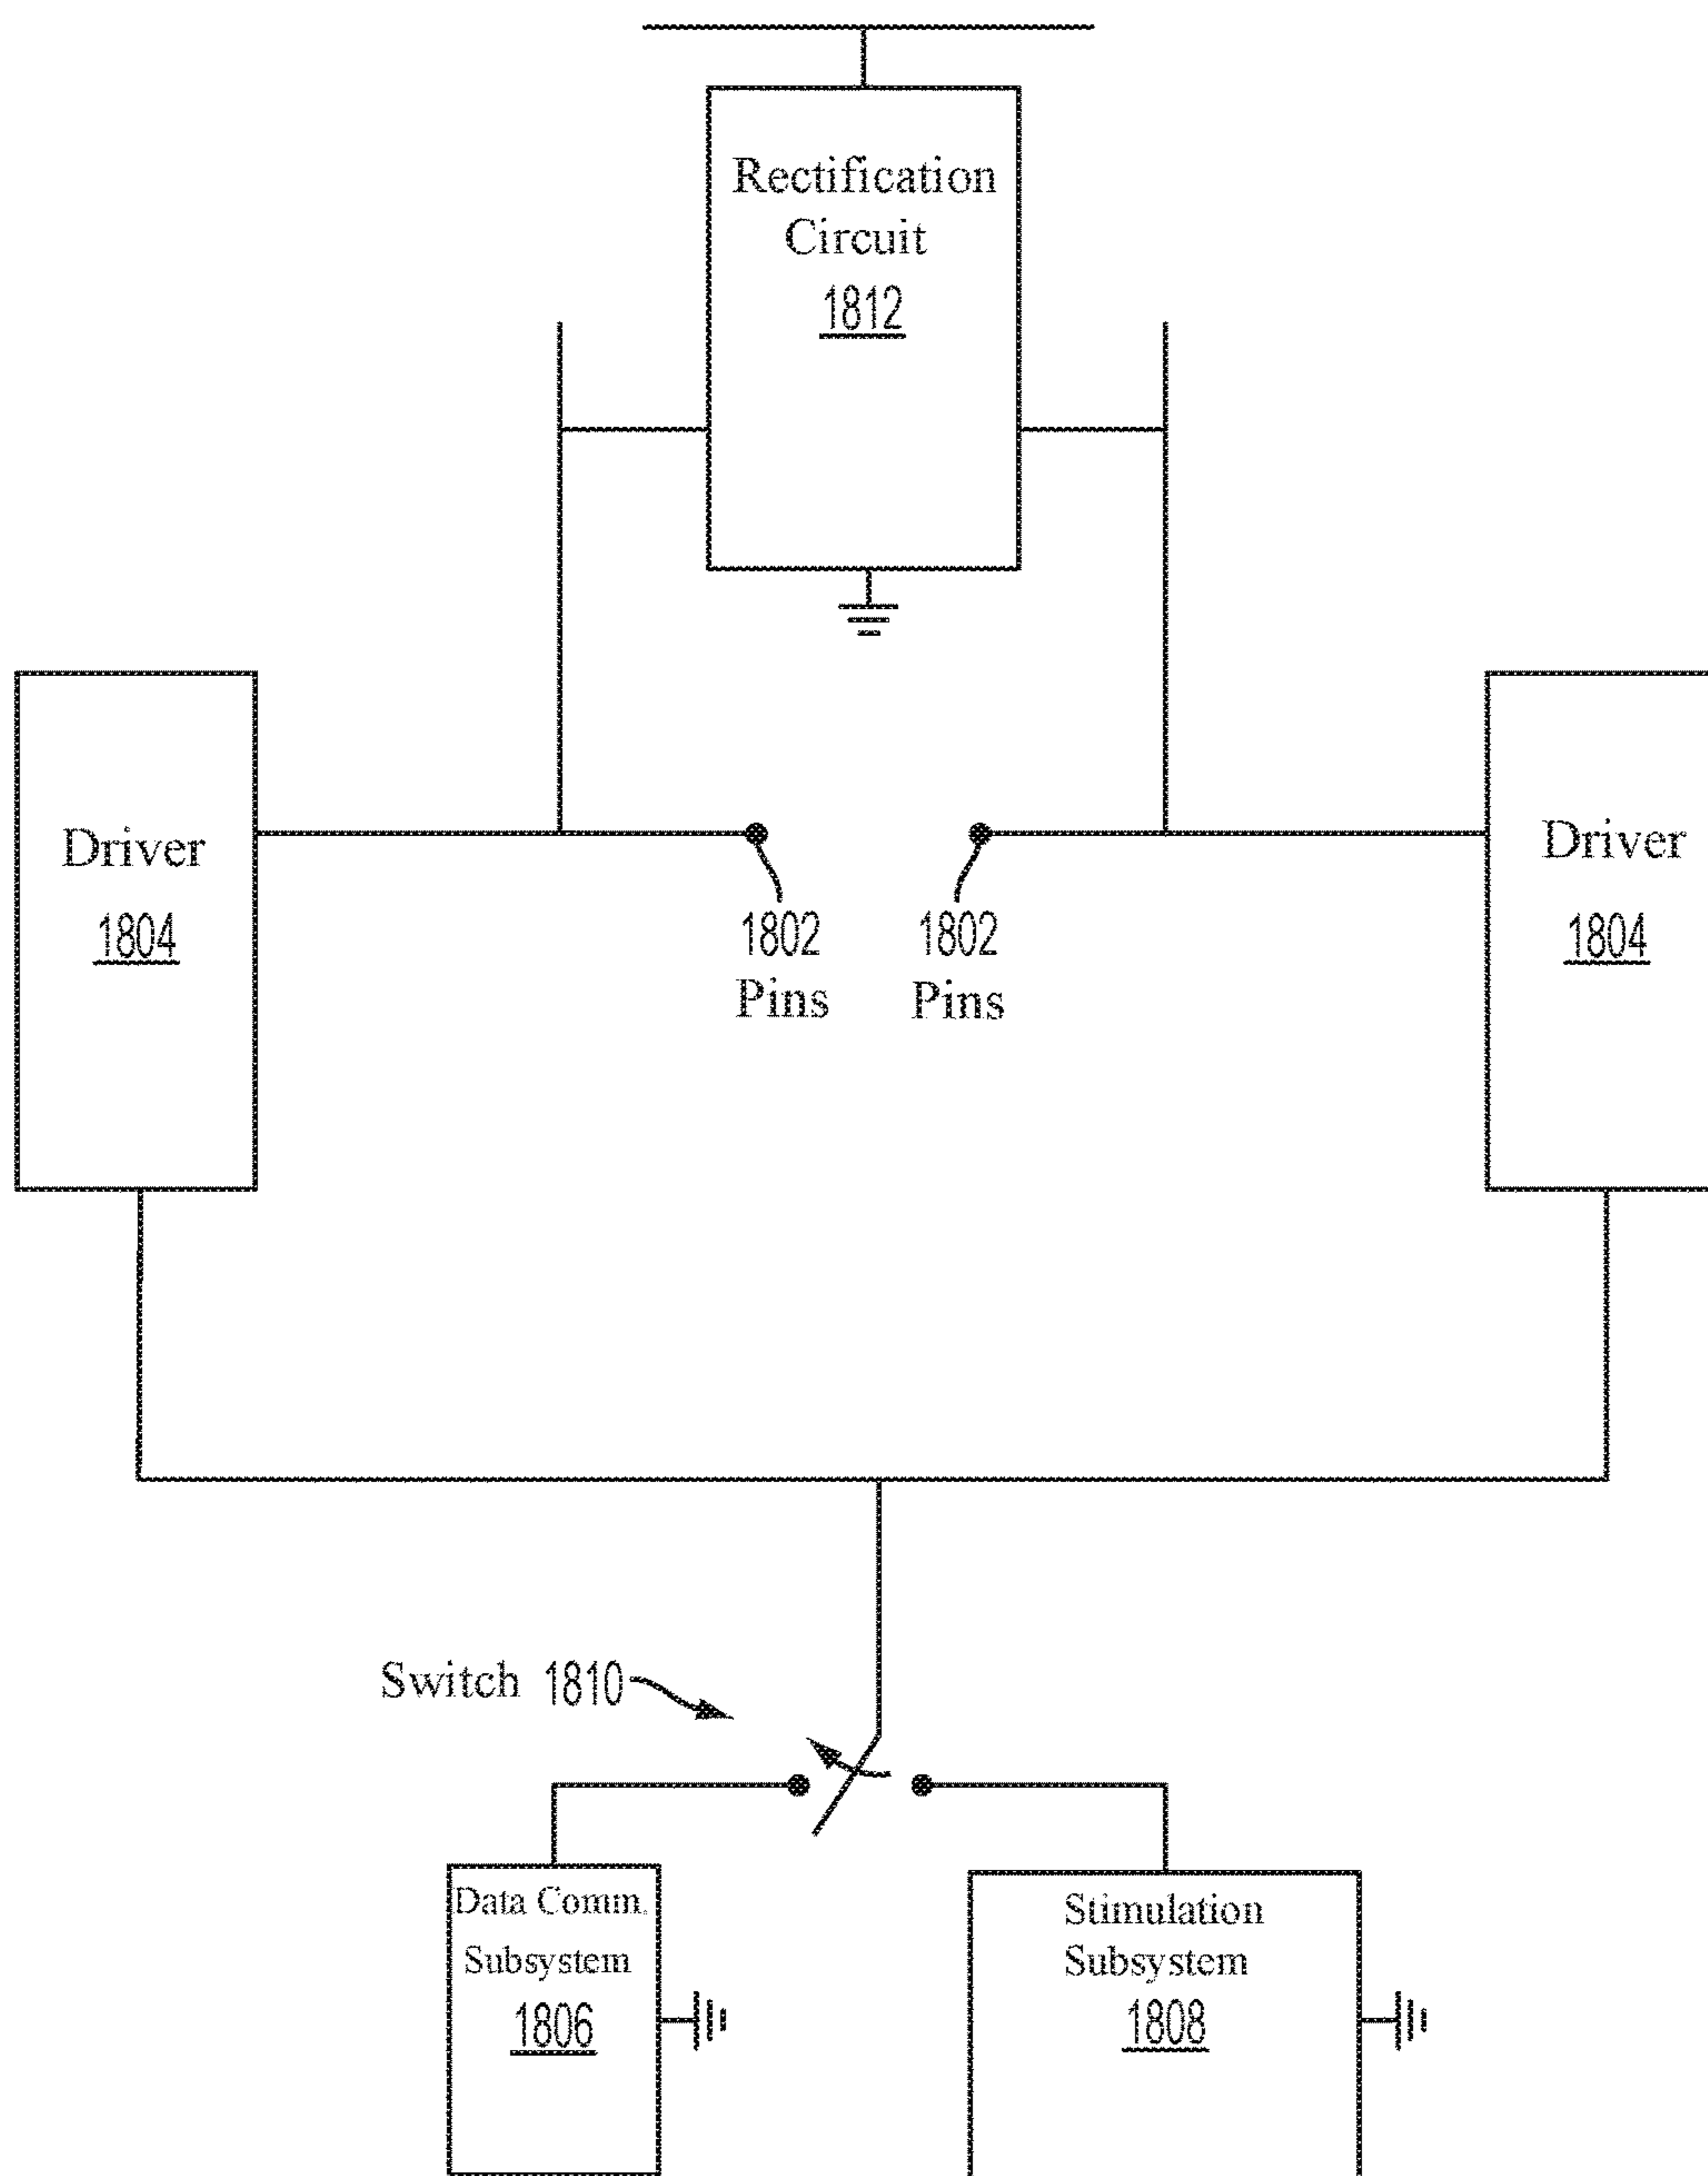 Rectification
Circuit
1812
Driver
1804
Driver
1804
1802
Pins
1802
Pins
Switch 1810
Data Comm.
Subsystem
1806
Stimulation
Subsystem
1808